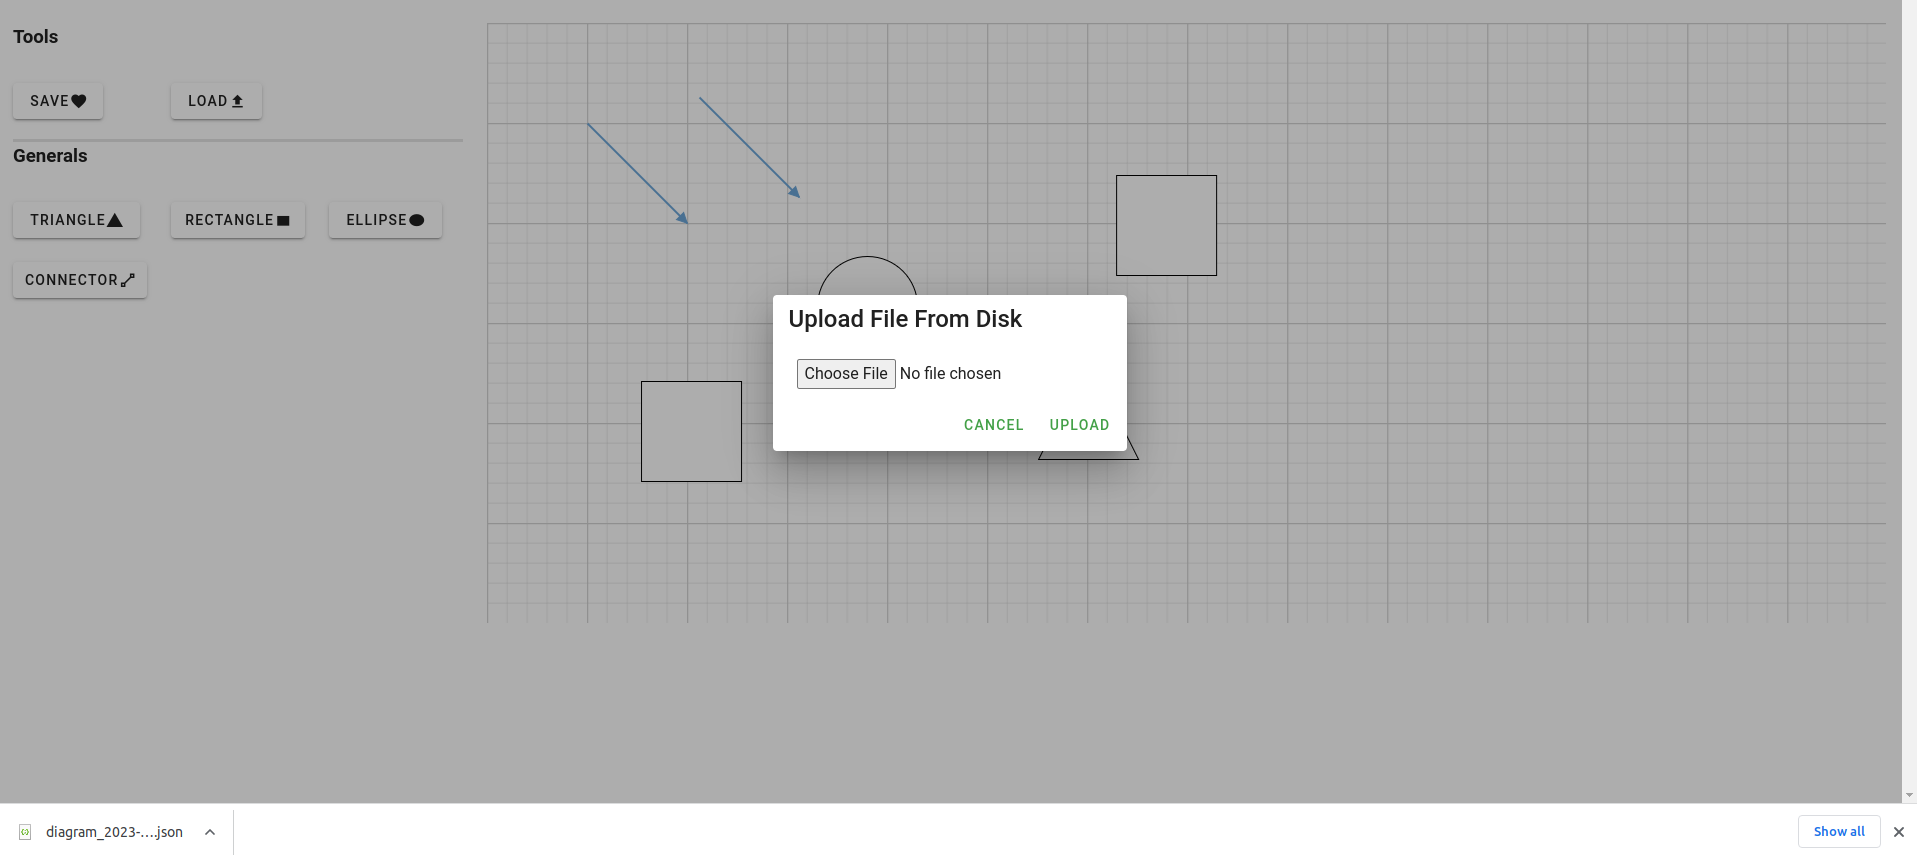 Tools
SAVE
LOAD
Generals
TRIANGLE
RECTANGLE
ELLIPSE
CONNECTOR
Upload File From Disk
Choose File No file chosen
CANCEL
UPLOAD
diagram_2023-....json
Show all